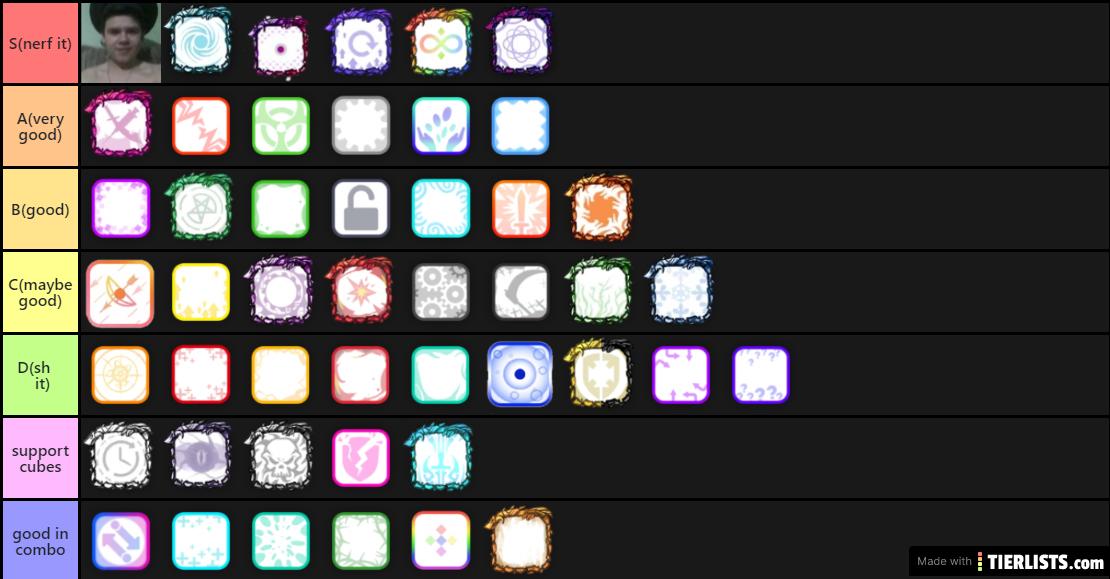 S(nerf it)
A(very
good)
B(good)
C(maybe
good)
D(sh
it)
support
cubes
good in
combo
Made with TIERLISTS.com